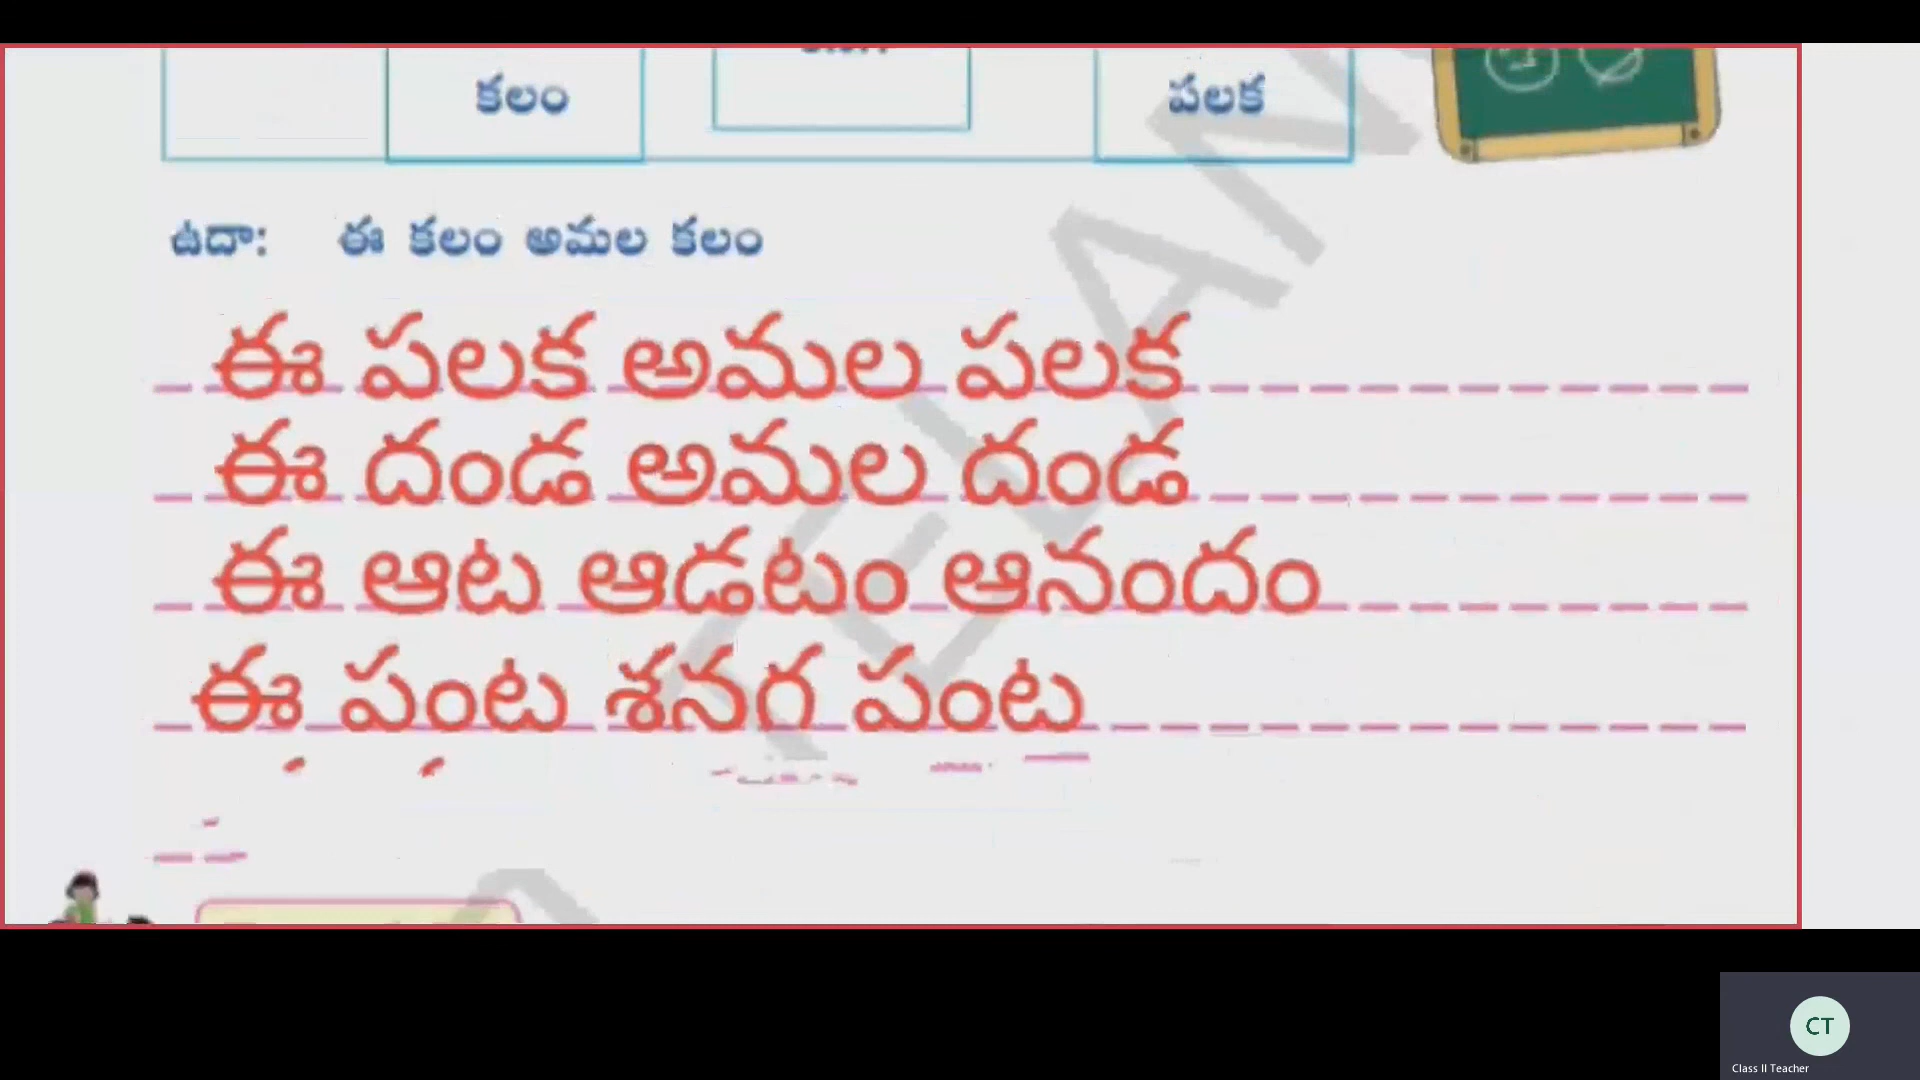 కలం
పలక
ఉదా: ఈ కలం అమల కలం
ఈ పలక అమల పలక
ఈ దండ అమల దండ
ఈ ఆట ఆడటం ఆనందం
ఈ పంట శనగ పంట
CT
Class II Teacher